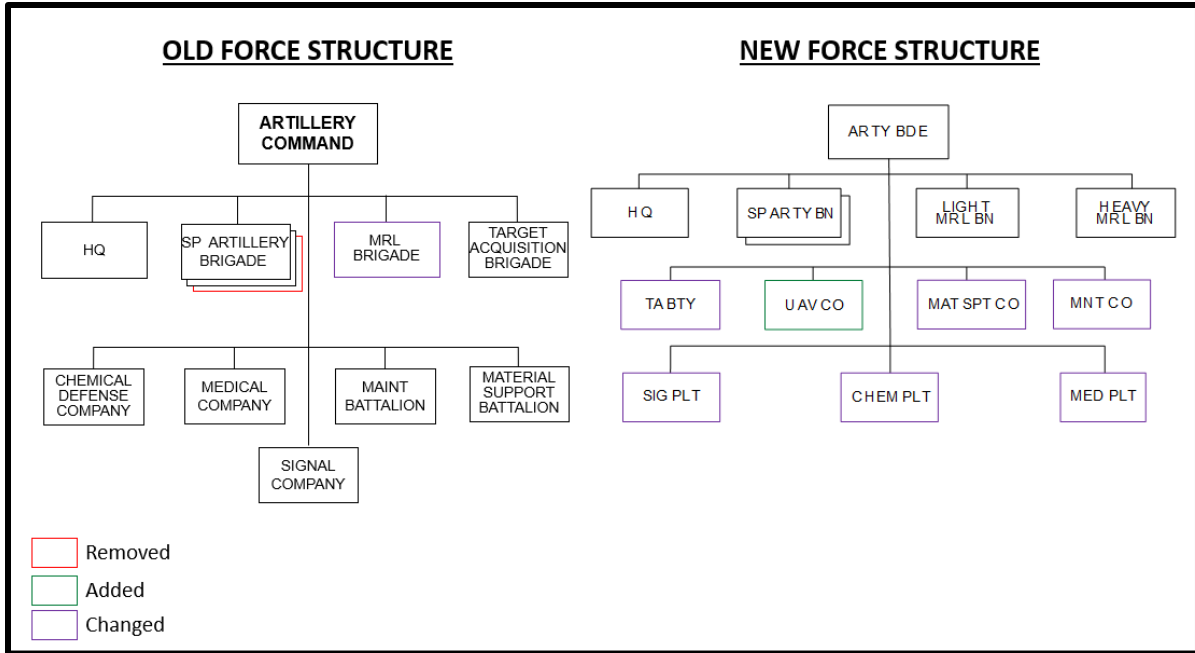 OLD FORCE STRUCTURE
ARTILLERY
COMMAND
HQ
SP ARTILLERY
BRIGADE
MRL
BRIGADE
TARGET
ACQUISITION
BRIGADE
CHEMICAL
DEFENSE
COMPANY
MEDICAL
COMPANY
MAINT
BATTALION
MATERIAL
SUPPORT
BATTALION
SIGNAL
COMPANY
Removed
Added
Changed
NEW FORCE STRUCTURE
ARTY BDE
HQ
SP ARTY BN
LIGHT
MRL BN
HEAVY
MRL BN
TA BTY
UAV CO
MAT SPT CO
MNT CO
SIG PLT
CHEM PLT
MED PLT